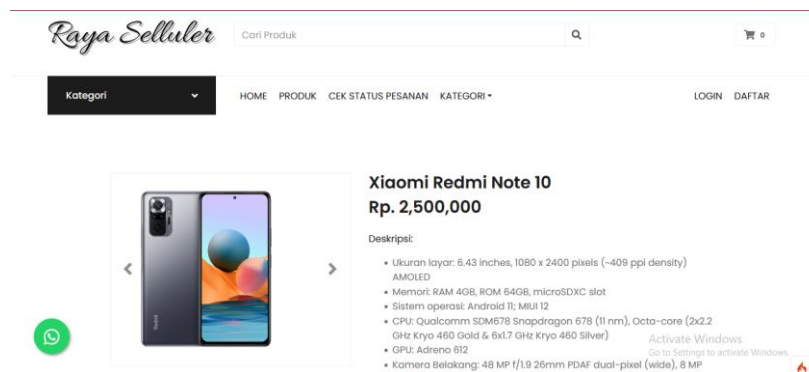 Raya Selluler
Cari Produk
0
Kategori
HOME PRODUK CEK STATUS PESANAN KATEGORI
LOGIN DAFTAR
Xiaomi Redmi Note 10
Rp. 2,500,000
Deskripsi:
• Ukuran layar: 6.43 inches, 1080 x 2400 pixels (~409 ppi density)
AMOLED
• Memori: RAM 4GB, ROM 64GB, microSDXC slot
• Sistem operasi: Android 11; MIUI 12
• CPU: Qualcomm SDM678 Snapdragon 678 (11 nm), Octa-core (2x2.2
GHz Kryo 460 Gold & 6x1.7 GHz Kryo 460 Silver)
• GPU: Adreno 612
• Kamera Belakang: 48 MP f/1.9 26mm PDAF dual-pixel (wide), 8 MP
Activate Windows
Go to Settings to activate Windows.